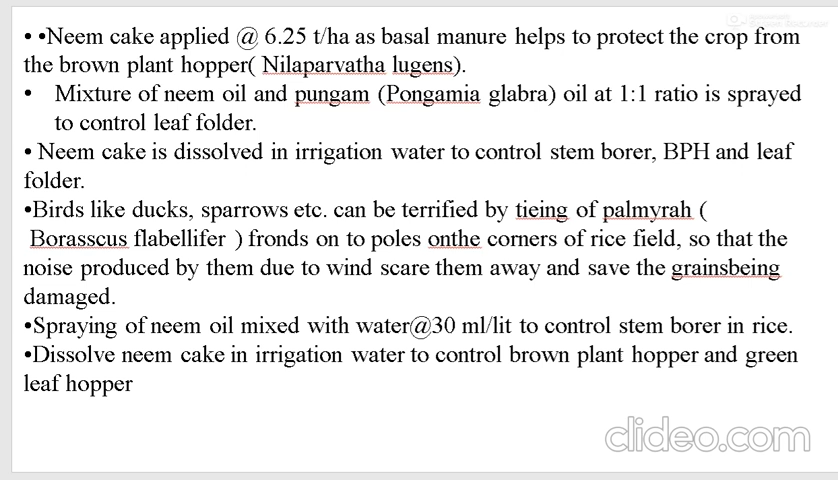 • •Neem cake applied @ 6.25 t/ha as basal manure helps to protect the crop from
the brown plant hopper( Nilaparvatha lugens).
• Mixture of neem oil and pungam (Pongamia glabra) oil at 1:1 ratio is sprayed
to control leaf folder.
• Neem cake is dissolved in irrigation water to control stem borer, BPH and leaf
folder.
•Birds like ducks, sparrows etc. can be terrified by tieing of palmyrah (
Borasscus flabellifer ) fronds on to poles onthe corners of rice field, so that the
noise produced by them due to wind scare them away and save the grainsbeing
damaged.
•Spraying of neem oil mixed with water@30 ml/lit to control stem borer in rice.
•Dissolve neem cake in irrigation water to control brown plant hopper and green
leaf hopper
clideo.com